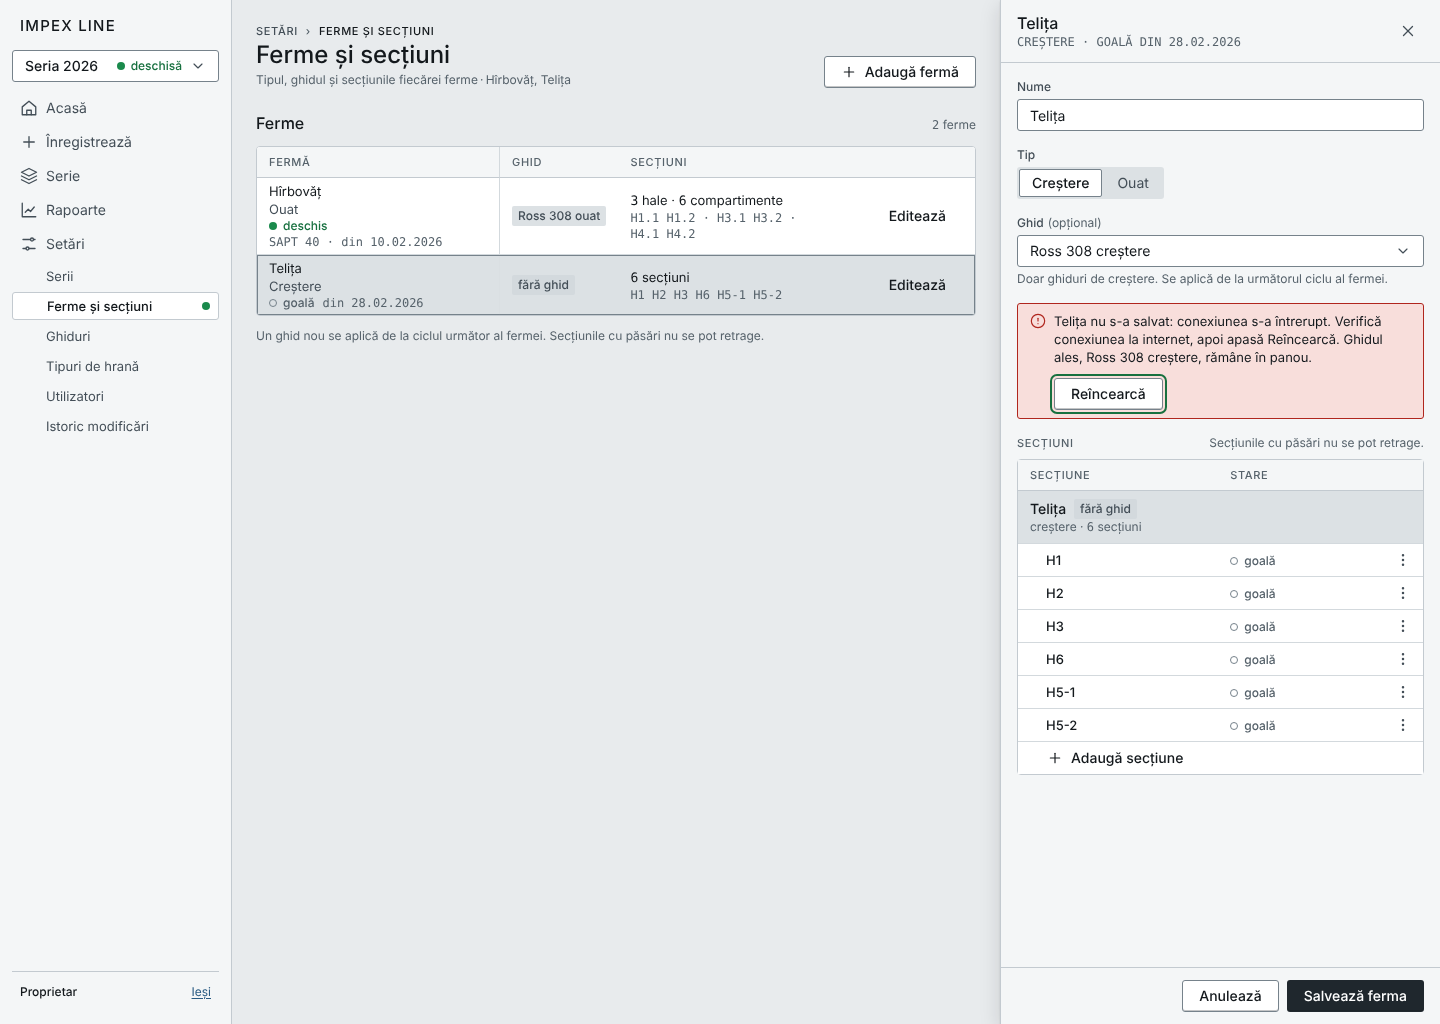 IMPEX LINE
Seria 2026 deschisă
Acasă
Înregistrează
Serie
Rapoarte
Setări
Serii
Ferme și secțiuni
Ghiduri
Tipuri de hrană
Utilizatori
Istoric modificări
Proprietar Ieși
SETĂRI › FERME ȘI SECȚIUNI
Ferme și secțiuni
Tipul, ghidul și secțiunile fiecărei ferme · Hîrbovăț, Telița
+ Adaugă fermă
Ferme
2 ferme
FERMĂ GHID SECȚIUNI
Hîrbovăț
Ouat
deschis
SAPT 40 · din 10.02.2026
Ross 308 ouat
3 hale · 6 compartimente
H1.1 H1.2 · H3.1 H3.2 ·
H4.1 H4.2
Editează
Telița
Creștere
goală din 28.02.2026
fără ghid
6 secțiuni
H1 H2 H3 H6 H5-1 H5-2
Editează
Un ghid nou se aplică de la ciclul următor al fermei. Secțiunile cu păsări nu se pot retrage.
Telița
CREȘTERE · GOALĂ DIN 28.02.2026
Nume
Telița
Tip
Creștere Ouat
Ghid (opțional)
Ross 308 creștere
Doar ghiduri de creștere. Se aplică de la următorul ciclu al fermei.
Telița nu s-a salvat: conexiunea s-a întrerupt. Verifică
conexiunea la internet, apoi apasă Reîncearcă. Ghidul
ales, Ross 308 creștere, rămâne în panou.
Reîncearcă
SECȚIUNI Secțiunile cu păsări nu se pot retrage.
SECȚIUNE STARE
Telița fără ghid
creștere · 6 secțiuni
H1 goală
H2 goală
H3 goală
H6 goală
H5-1 goală
H5-2 goală
+ Adaugă secțiune
Anulează Salvează ferma